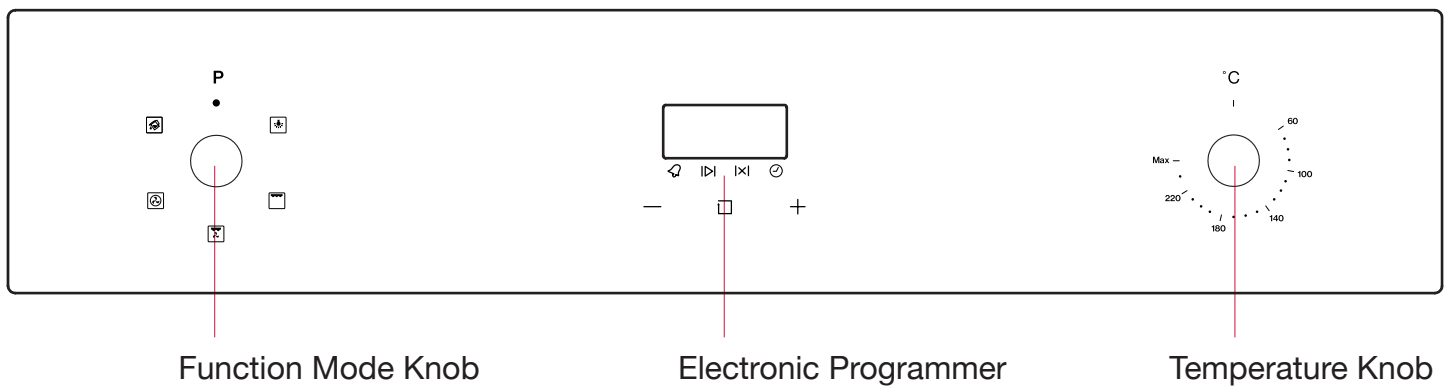 P
°C
60
Max
100
220
140
180
Function Mode Knob
Electronic Programmer
Temperature Knob